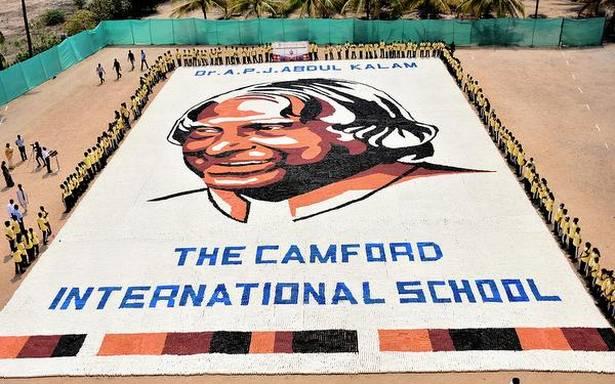 Dr. A.P.J. ABDUL KALAM
THE CAMFORD
INTERNATIONAL SCHOOL